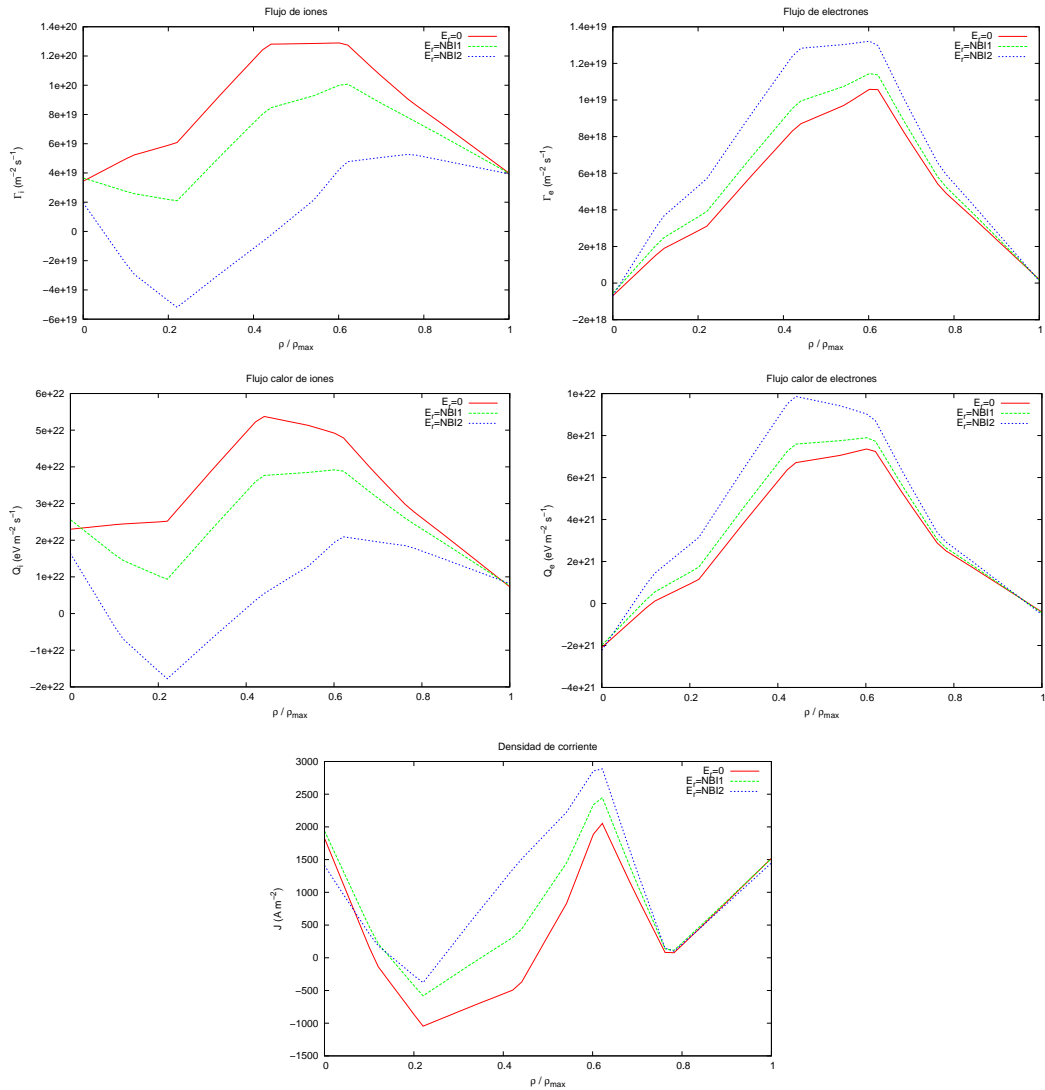 Flujo de iones
E_r=0
E_r=NBI1
E_r=NBI2
1.4e+20
1.2e+20
1e+20
8e+19
6e+19
4e+19
2e+19
0
−2e+19
−4e+19
−6e+19
Γ_i (m⁻² s⁻¹)
0 0.2 0.4 0.6 0.8 1
ρ / ρ_max
Flujo de electrones
E_r=0
E_r=NBI1
E_r=NBI2
1.4e+19
1.2e+19
1e+19
8e+18
6e+18
4e+18
2e+18
0
−2e+18
Γ_e (m⁻² s⁻¹)
0 0.2 0.4 0.6 0.8 1
ρ / ρ_max
Flujo calor de iones
E_r=0
E_r=NBI1
E_r=NBI2
6e+22
5e+22
4e+22
3e+22
2e+22
1e+22
0
−1e+22
−2e+22
Q_i (eV m⁻² s⁻¹)
0 0.2 0.4 0.6 0.8 1
ρ / ρ_max
Flujo calor de electrones
E_r=0
E_r=NBI1
E_r=NBI2
1e+22
8e+21
6e+21
4e+21
2e+21
0
−2e+21
−4e+21
Q_e (eV m⁻² s⁻¹)
0 0.2 0.4 0.6 0.8 1
ρ / ρ_max
Densidad de corriente
E_r=0
E_r=NBI1
E_r=NBI2
3000
2500
2000
1500
1000
500
0
−500
−1000
−1500
J (A m⁻²)
0 0.2 0.4 0.6 0.8 1
ρ / ρ_max